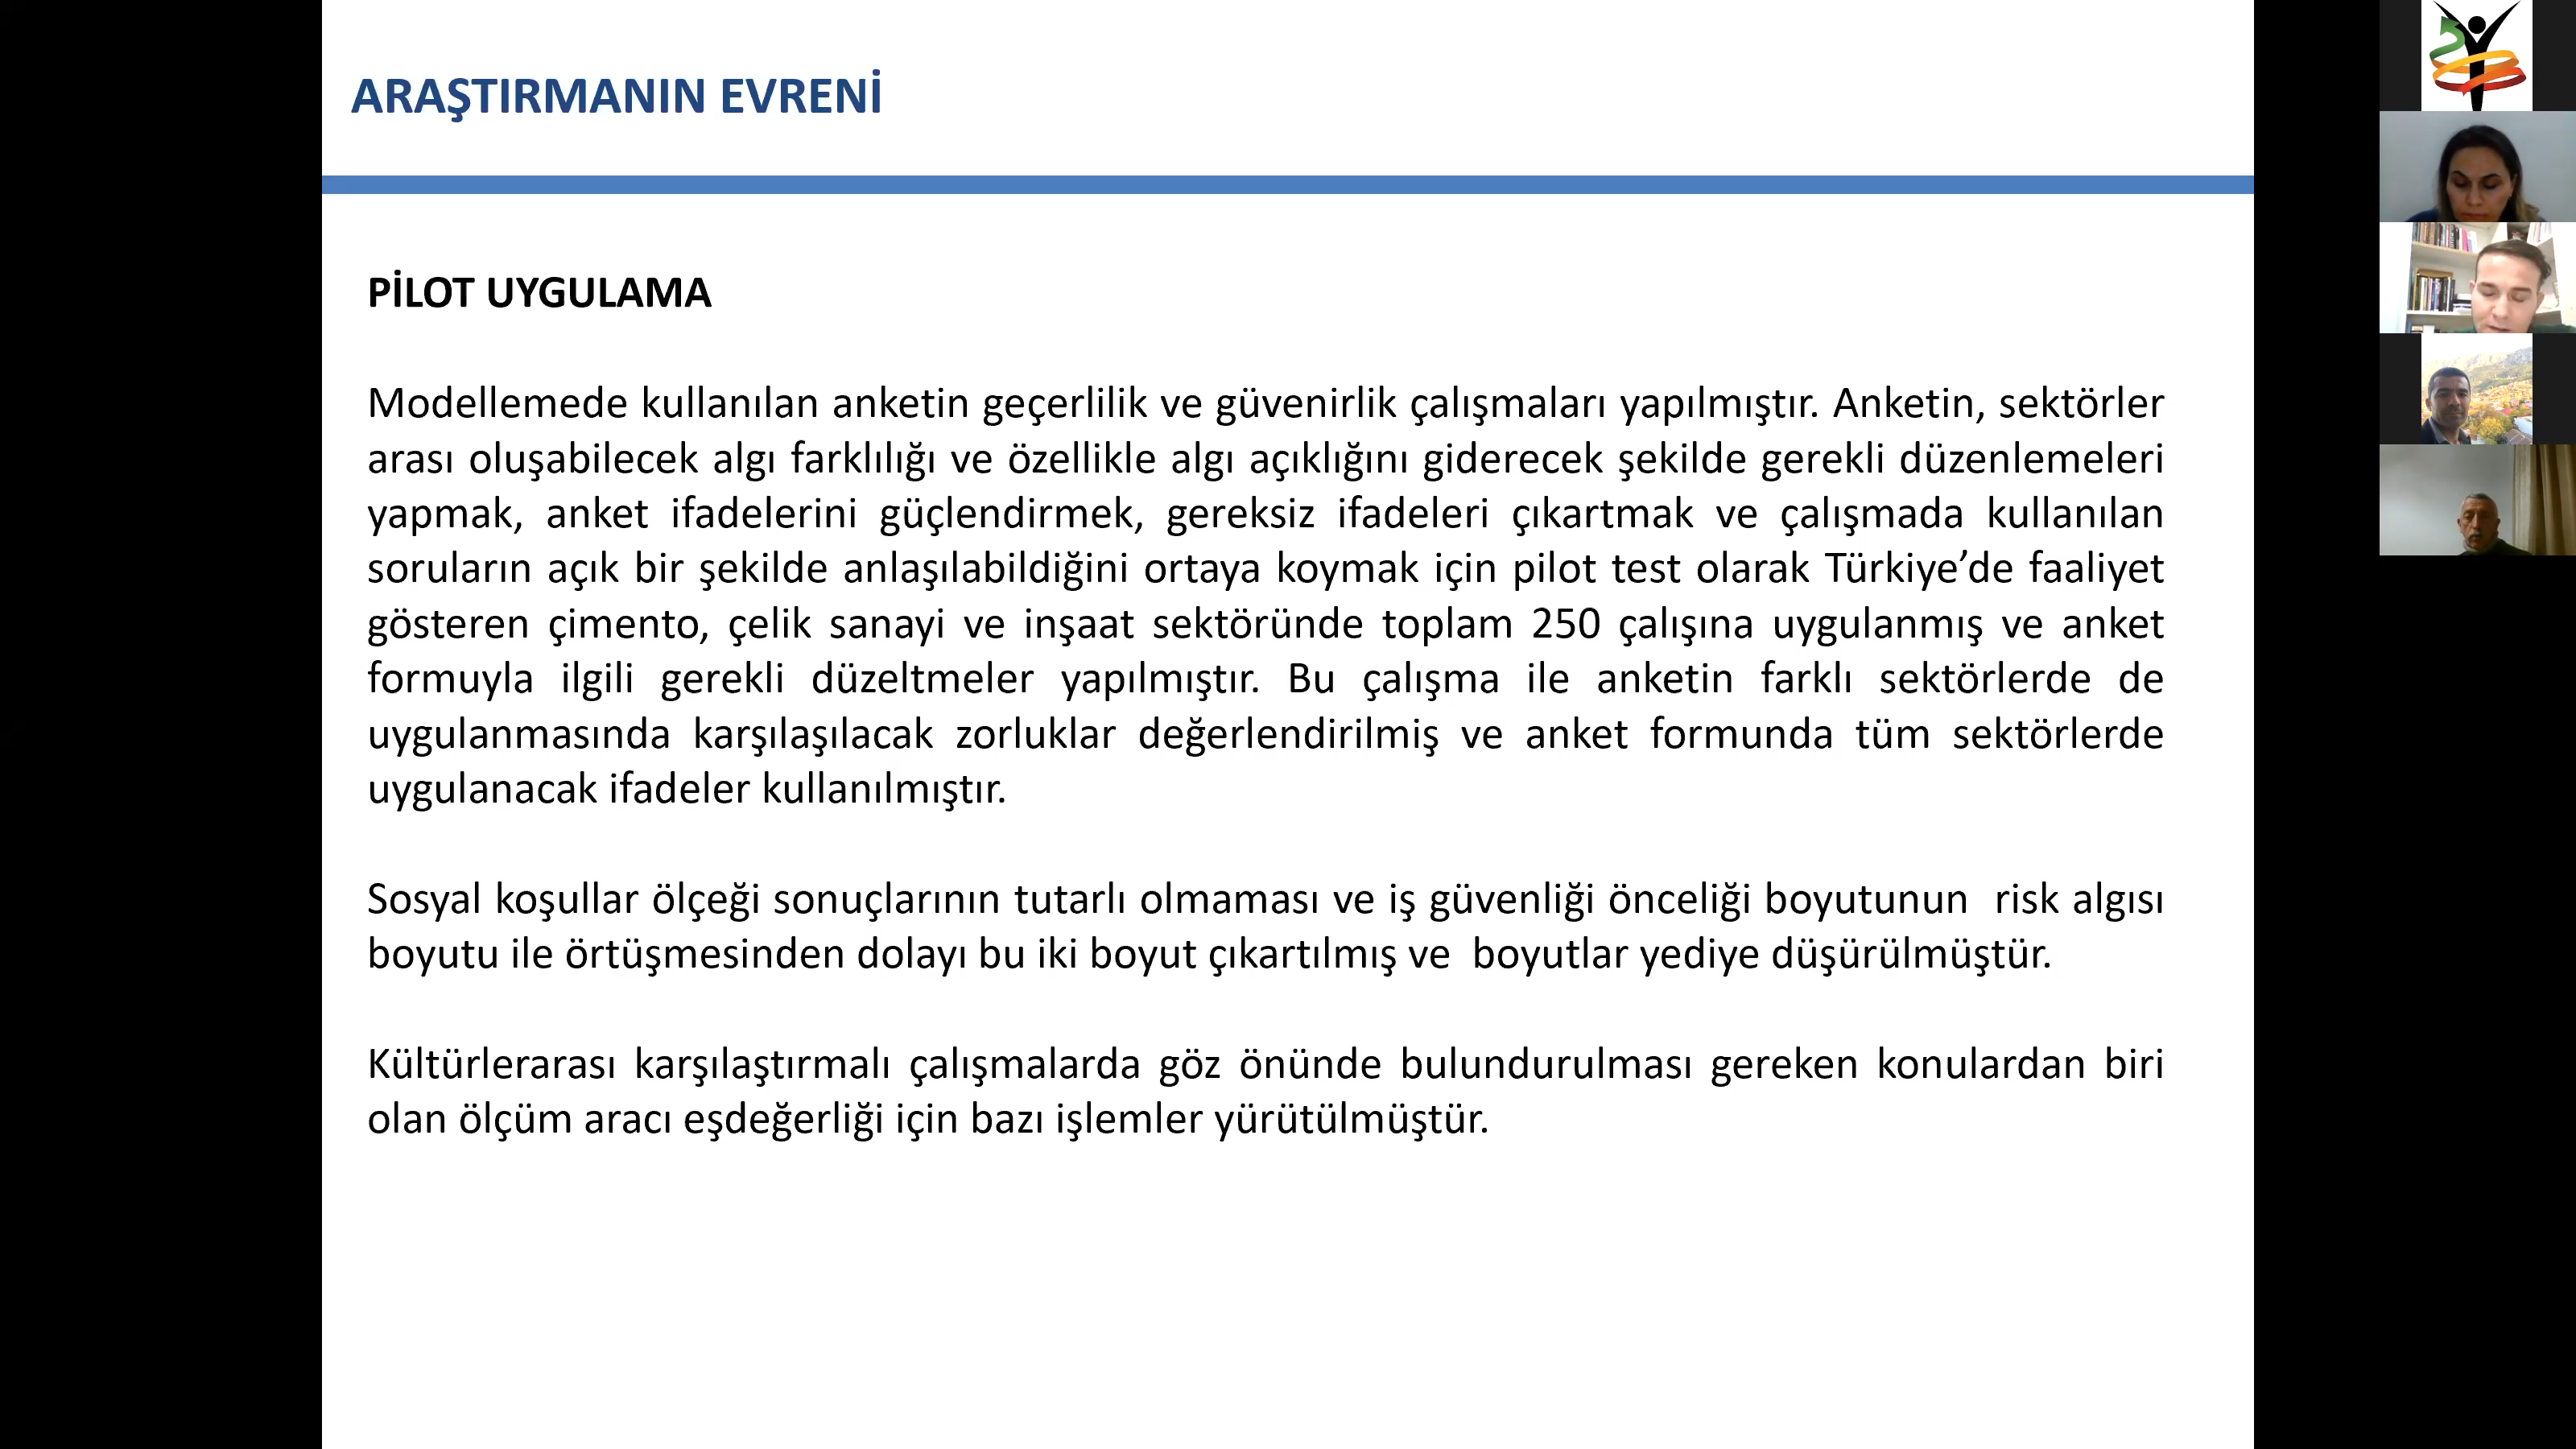 ARAŞTIRMANIN EVRENİ
PİLOT UYGULAMA
Modellemede kullanılan anketin geçerlilik ve güvenirlik çalışmaları yapılmıştır. Anketin, sektörler
arası oluşabilecek algı farklılığı ve özellikle algı açıklığını giderecek şekilde gerekli düzenlemeleri
yapmak, anket ifadelerini güçlendirmek, gereksiz ifadeleri çıkartmak ve çalışmada kullanılan
soruların açık bir şekilde anlaşılabildiğini ortaya koymak için pilot test olarak Türkiye’de faaliyet
gösteren çimento, çelik sanayi ve inşaat sektöründe toplam 250 çalışına uygulanmış ve anket
formuyla ilgili gerekli düzeltmeler yapılmıştır. Bu çalışma ile anketin farklı sektörlerde de
uygulanmasında karşılaşılacak zorluklar değerlendirilmiş ve anket formunda tüm sektörlerde
uygulanacak ifadeler kullanılmıştır.
Sosyal koşullar ölçeği sonuçlarının tutarlı olmaması ve iş güvenliği önceliği boyutunun  risk algısı
boyutu ile örtüşmesinden dolayı bu iki boyut çıkartılmış ve  boyutlar yediye düşürülmüştür.
Kültürlerarası karşılaştırmalı çalışmalarda göz önünde bulundurulması gereken konulardan biri
olan ölçüm aracı eşdeğerliği için bazı işlemler yürütülmüştür.